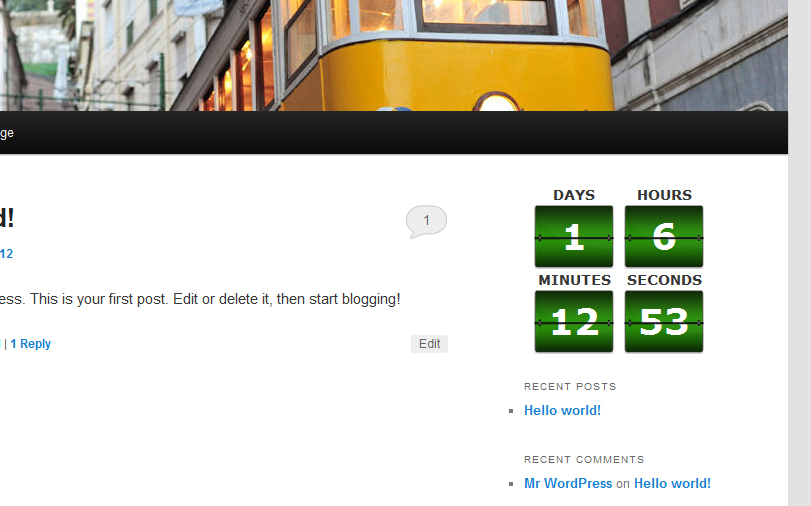 ge
d!
1
12
ess. This is your first post. Edit or delete it, then start blogging!
| 1 Reply
Edit
DAYS HOURS
1 6
MINUTES SECONDS
12 53
RECENT POSTS
Hello world!
RECENT COMMENTS
Mr WordPress on Hello world!